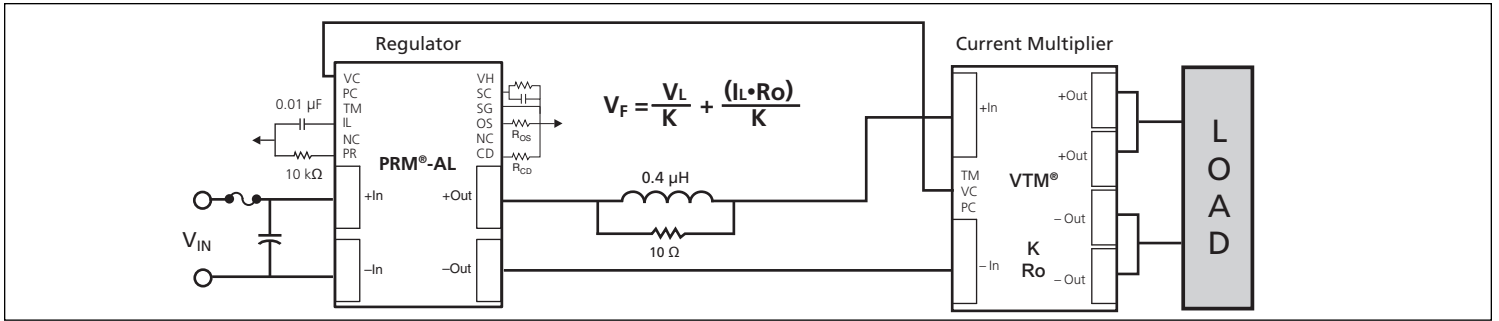 Regulator
Current Multiplier
VC
PC
TM
IL
NC
PR
VH
SC
SG
OS
NC
CD
0.01 µF
10 kΩ
PRM®-AL
ROS
RCD
+In
–In
+Out
–Out
VIN
VF = VL/K + (IL•Ro)/K
0.4 µH
10 Ω
+In
TM
VC
PC
– In
VTM®
K
Ro
+Out
+Out
– Out
– Out
L
O
A
D